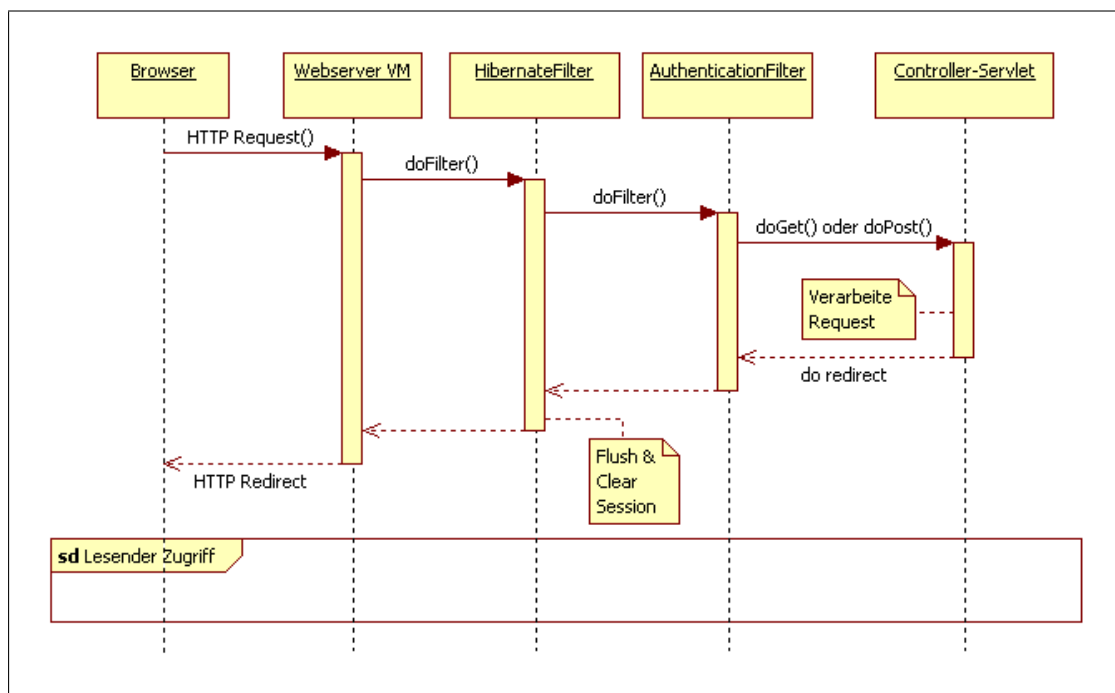 Browser
Webserver VM
HibernateFilter
AuthenticationFilter
Controller-Servlet
HTTP Request()
doFilter()
doFilter()
doGet() oder doPost()
Verarbeite
Request
do redirect
HTTP Redirect
Flush &
Clear
Session
sd Lesender Zugriff